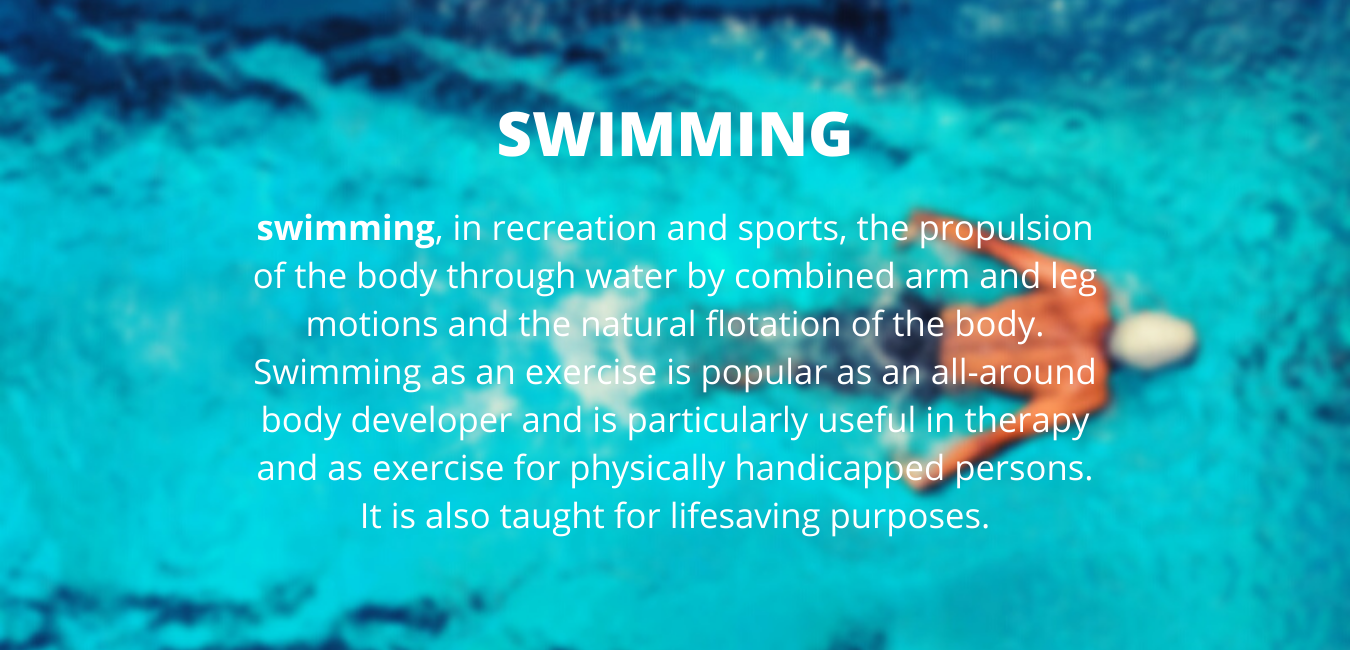 SWIMMING
swimming, in recreation and sports, the propulsion
of the body through water by combined arm and leg
motions and the natural flotation of the body.
Swimming as an exercise is popular as an all-around
body developer and is particularly useful in therapy
and as exercise for physically handicapped persons.
It is also taught for lifesaving purposes.